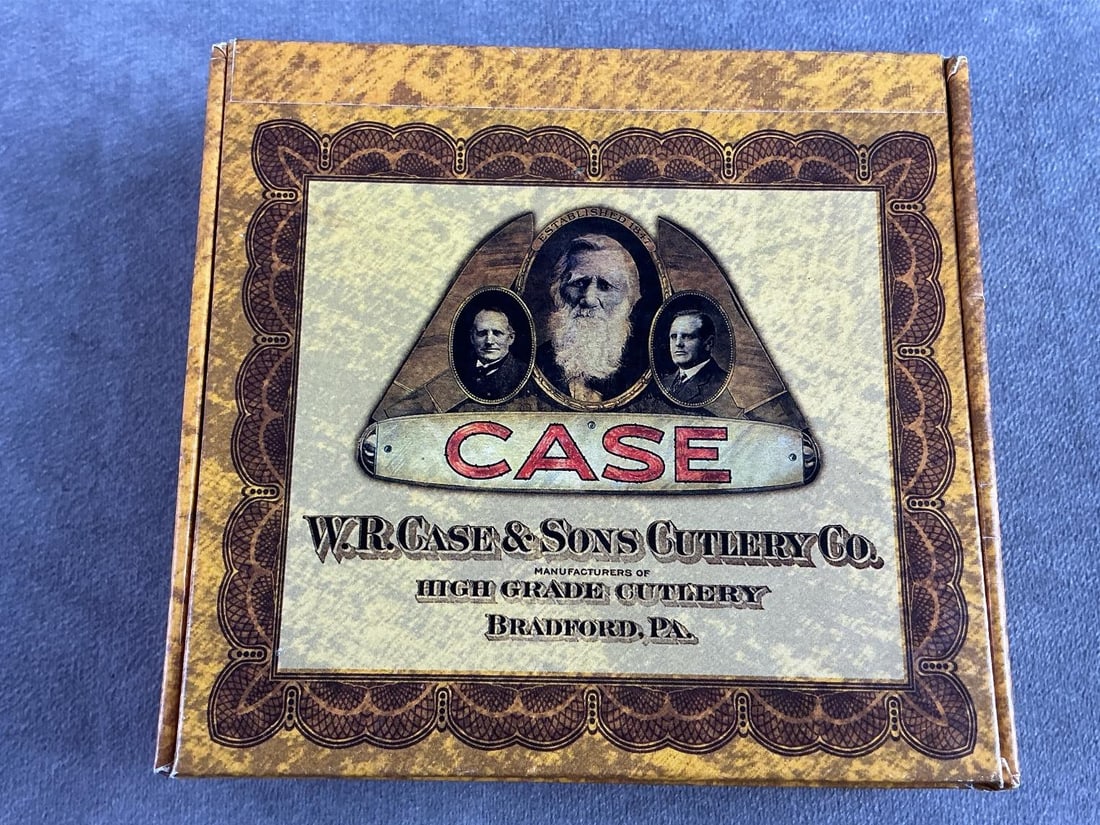 ESTABLISHED 1847
CASE
W.R. CASE & SONS CUTLERY CO.
MANUFACTURERS OF
HIGH GRADE CUTLERY
BRADFORD, PA.